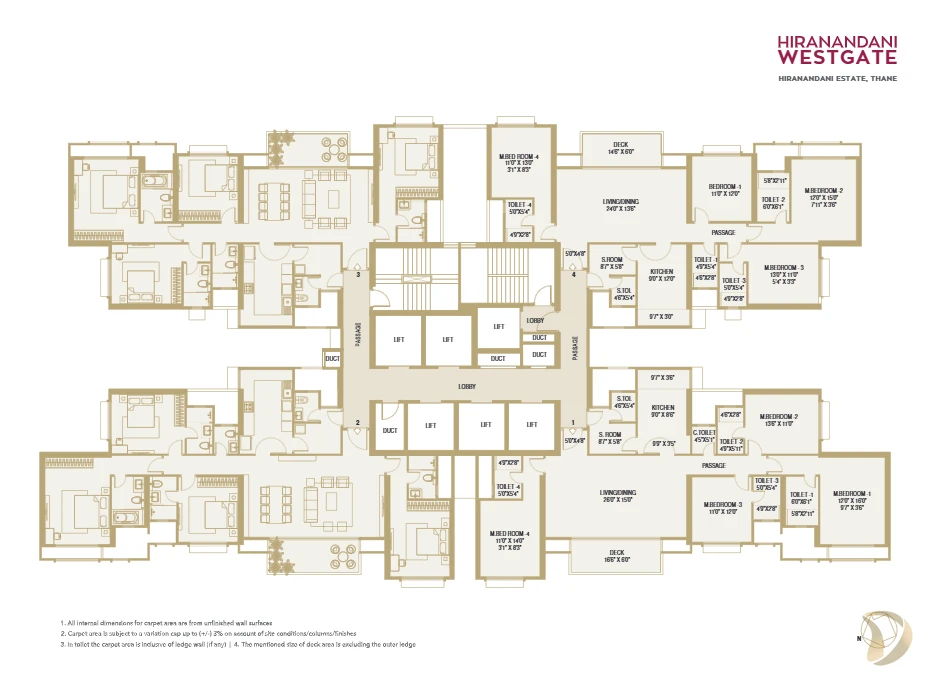 HIRANANDANI
WESTGATE
HIRANANDANI ESTATE, THANE
DECK
14'6" X 6'0"
M.BED ROOM-4
11'0" X 13'0"
3'1" X 8'3"
TOILET-4
5'0"X5'4"
4'9"X2'8"
LIVING/DINING
24'0" X 13'6"
BEDROOM-1
11'0" X 12'0"
5'8"X2'11"
TOILET-2
6'0"X6'1"
M.BEDROOM-2
12'0" X 15'0"
7'11" X 3'6"
PASSAGE
5'0"X4'8"
S.ROOM
8'7" X 5'8"
KITCHEN
9'0" X 12'0"
TOILET-1
4'9"X5'4"
4'6"X2'8"
TOILET-3
5'0"X5'4"
4'9"X2'8"
M.BEDROOM-3
13'0" X 11'0"
5'4" X 3'3"
S.TOI.
4'6"X5'4"
9'7" X 3'0"
3
4
PASSAGE
LIFT
LIFT
LIFT
LOBBY
DUCT
DUCT
DUCT
DUCT
PASSAGE
LOBBY
DUCT
LIFT
LIFT
LIFT
2
1
9'7" X 3'6"
S.TOI.
4'6"X5'4"
KITCHEN
9'0" X 8'6"
S. ROOM
8'7" X 5'8"
9'9" X 3'5"
5'0"X4'8"
C.TOILET
4'5"X5'1"
4'6"X2'8"
TOILET-2
4'9"X5'11"
M.BEDROOM-2
13'6" X 11'0"
PASSAGE
4'9"X2'8"
TOILET-4
5'0"X5'4"
LIVING/DINING
26'0" X 15'0"
M.BEDROOM-3
11'0" X 12'0"
TOILET-3
5'0"X5'4"
4'9"X2'8"
TOILET-1
6'0"X6'1"
5'8"X2'11"
M.BEDROOM-1
12'0" X 16'0"
9'7" X 3'6"
M.BED ROOM-4
11'0" X 14'0"
3'1" X 8'3"
DECK
16'6" X 6'0"
1. All internal dimensions for carpet area are from unfinished wall surfaces
2. Carpet area is subject to a variation cap up to (+/-) 3% on account of site conditions/columns/finishes
3. In toilet the carpet area is inclusive of ledge wall (if any) | 4. The mentioned size of deck area is excluding the outer ledge
N